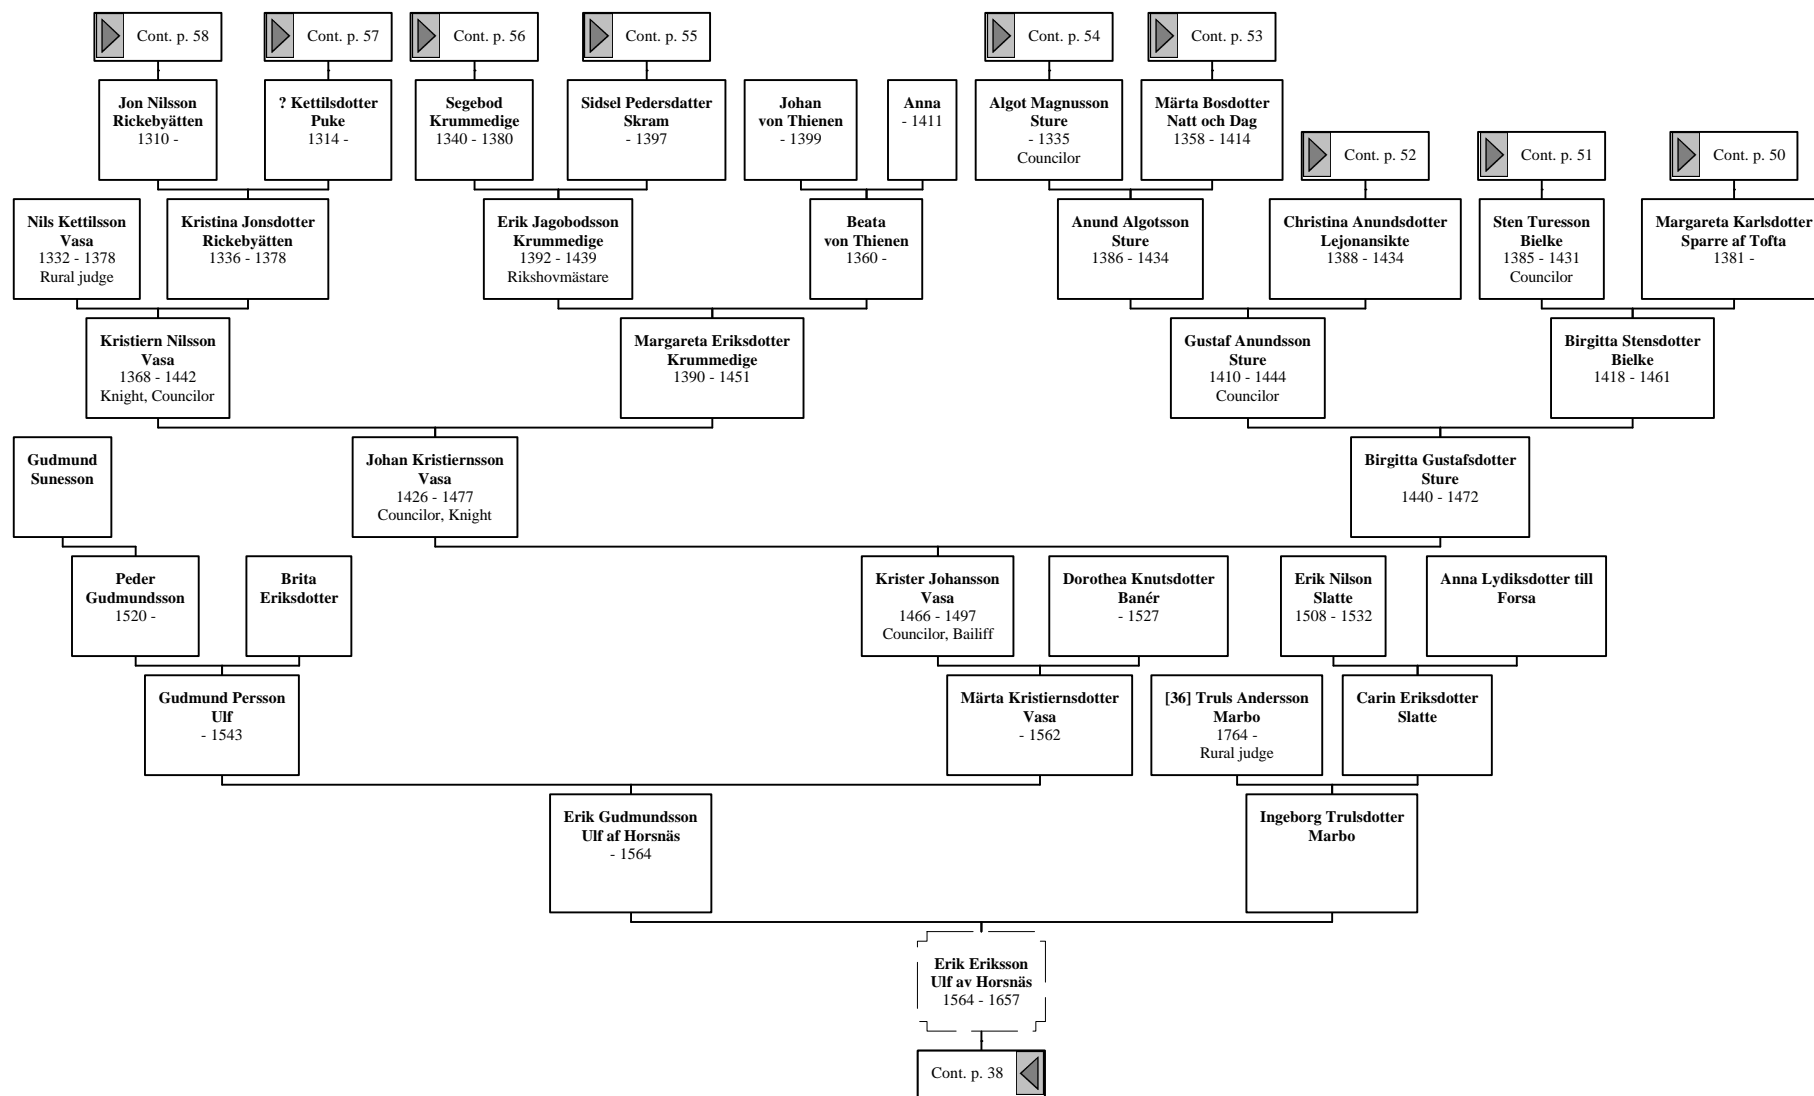 Cont. p. 58
Cont. p. 57
Cont. p. 56
Cont. p. 55
Cont. p. 54
Cont. p. 53
Jon Nilsson
Rickebyätten
1310 -
? Kettilsdotter
Puke
1314 -
Segebod
Krummedige
1340 - 1380
Sidsel Pedersdatter
Skram
- 1397
Johan
von Thienen
- 1399
Anna
- 1411
Algot Magnusson
Sture
- 1335
Councilor
Märta Bosdotter
Natt och Dag
1358 - 1414
Cont. p. 52
Cont. p. 51
Cont. p. 50
Nils Kettilsson
Vasa
1332 - 1378
Rural judge
Kristina Jonsdotter
Rickebyätten
1336 - 1378
Erik Jagobodsson
Krummedige
1392 - 1439
Rikshovmästare
Beata
von Thienen
1360 -
Anund Algotsson
Sture
1386 - 1434
Christina Anundsdotter
Lejonansikte
1388 - 1434
Sten Turesson
Bielke
1385 - 1431
Councilor
Margareta Karlsdotter
Sparre af Tofta
1381 -
Kristiern Nilsson
Vasa
1368 - 1442
Knight, Councilor
Margareta Eriksdotter
Krummedige
1390 - 1451
Gustaf Anundsson
Sture
1410 - 1444
Councilor
Birgitta Stensdotter
Bielke
1418 - 1461
Gudmund
Sunesson
Johan Kristiernsson
Vasa
1426 - 1477
Councilor, Knight
Birgitta Gustafsdotter
Sture
1440 - 1472
Peder
Gudmundsson
1520 -
Brita
Eriksdotter
Krister Johansson
Vasa
1466 - 1497
Councilor, Bailiff
Dorothea Knutsdotter
Banér
- 1527
Erik Nilson
Slatte
1508 - 1532
Anna Lydiksdotter till
Forsa
Gudmund Persson
Ulf
- 1543
Märta Kristiernsdotter
Vasa
- 1562
[36] Truls Andersson
Marbo
1764 -
Rural judge
Carin Eriksdotter
Slatte
Erik Gudmundsson
Ulf af Horsnäs
- 1564
Ingeborg Trulsdotter
Marbo
Erik Eriksson
Ulf av Horsnäs
1564 - 1657
Cont. p. 38